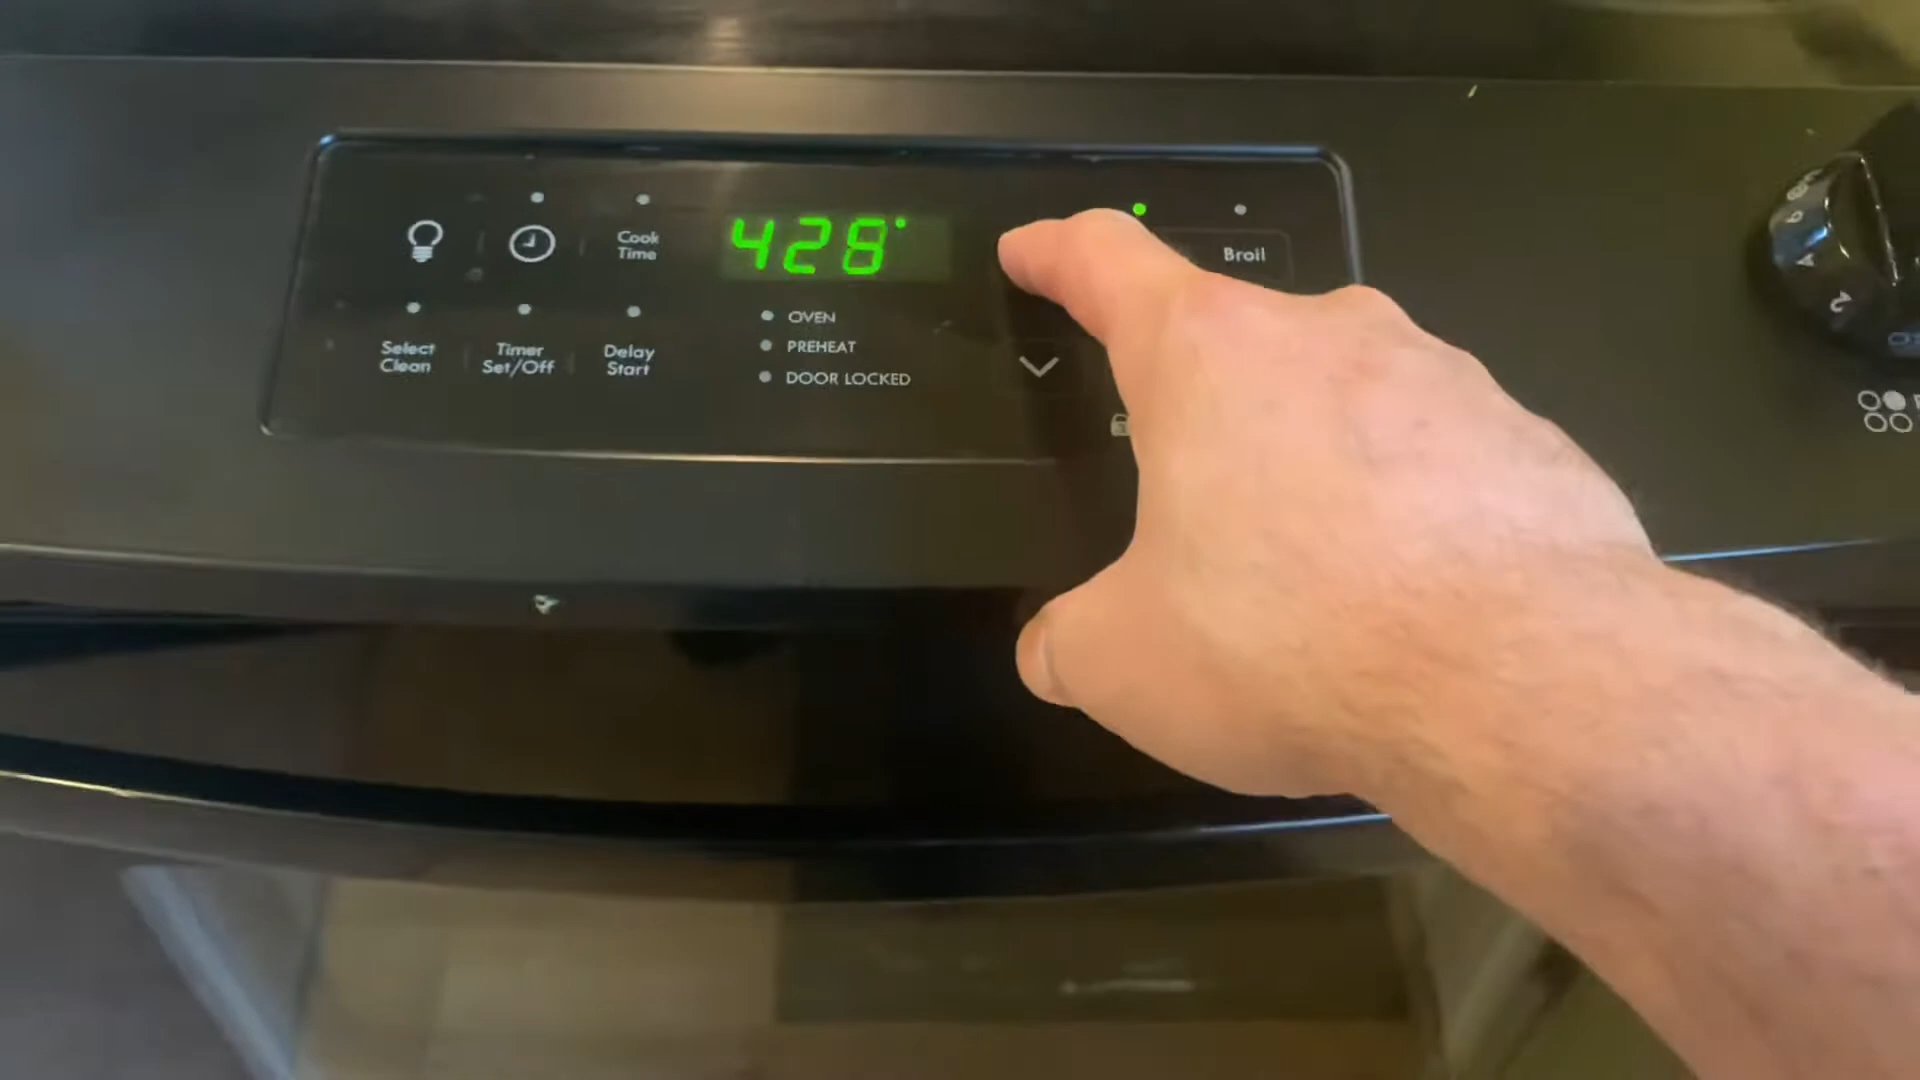 Cook
Time
428°
Broil
Select
Clean
Timer
Set/Off
Delay
Start
OVEN
PREHEAT
DOOR LOCKED